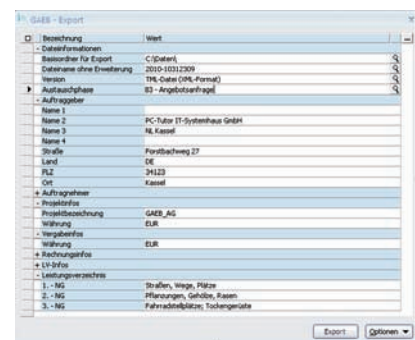 GAEB - Export
Bezeichnung Wert
- Dateiinformationen
Basisordner für Export C:\Daten\
Dateiname ohne Erweiterung 2010-10312309
Version TML-Datei (XML-Format)
Austauschphase 83 - Angebotsanfrage
- Auftraggeber
Name 1
Name 2 PC-Tutor IT-Systemhaus GmbH
Name 3 NL Kassel
Name 4
Straße Forstbachweg 27
Land DE
PLZ 34123
Ort Kassel
+ Auftragnehmer
- Projektinfos
Projektbezeichnung GAEB_AG
Währung EUR
- Vergabeinfos
Währung EUR
+ Rechnungsinfos
+ LV-Infos
- Leistungsverzeichnis
1. - NG Straßen, Wege, Plätze
2. - NG Pflanzungen, Gehölze, Rasen
3. - NG Fahrradstellplätze; Tockengerüste
Export Optionen